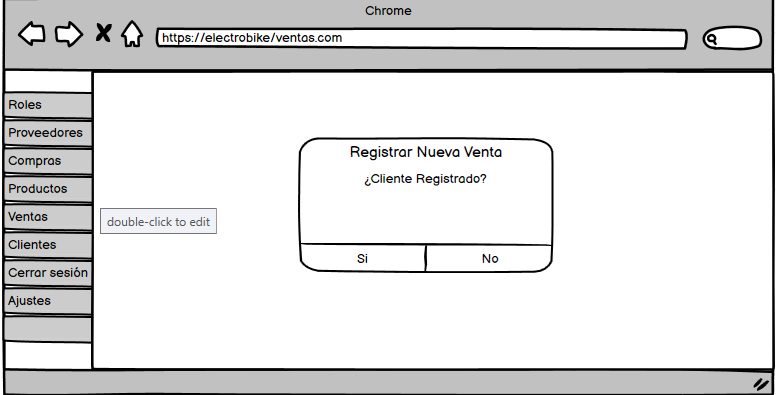 Chrome
https://electrobike/ventas.com
Roles
Proveedores
Compras
Productos
Ventas
Clientes
Cerrar sesión
Ajustes
double-click to edit
Registrar Nueva Venta
¿Cliente Registrado?
Si
No